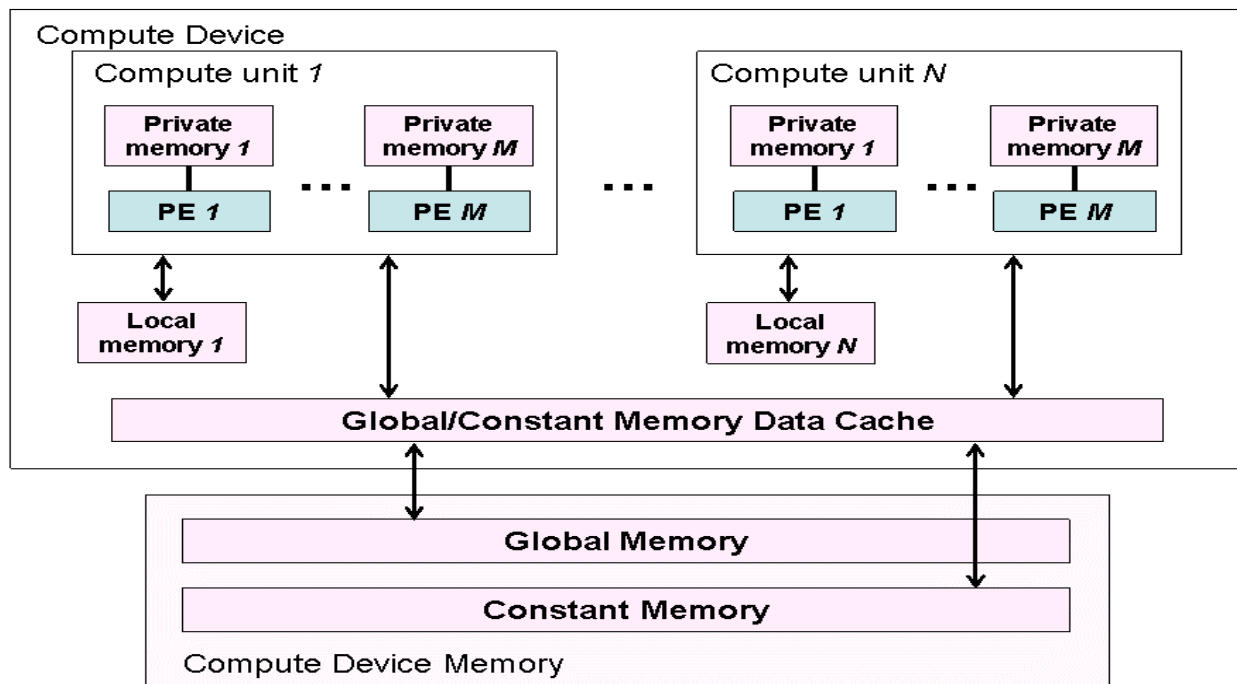 Compute Device
Compute unit 1
Compute unit N
Private
memory 1
Private
memory M
Private
memory 1
Private
memory M
...
...
...
PE 1
PE M
PE 1
PE M
Local
memory 1
Local
memory N
Global/Constant Memory Data Cache
Global Memory
Constant Memory
Compute Device Memory